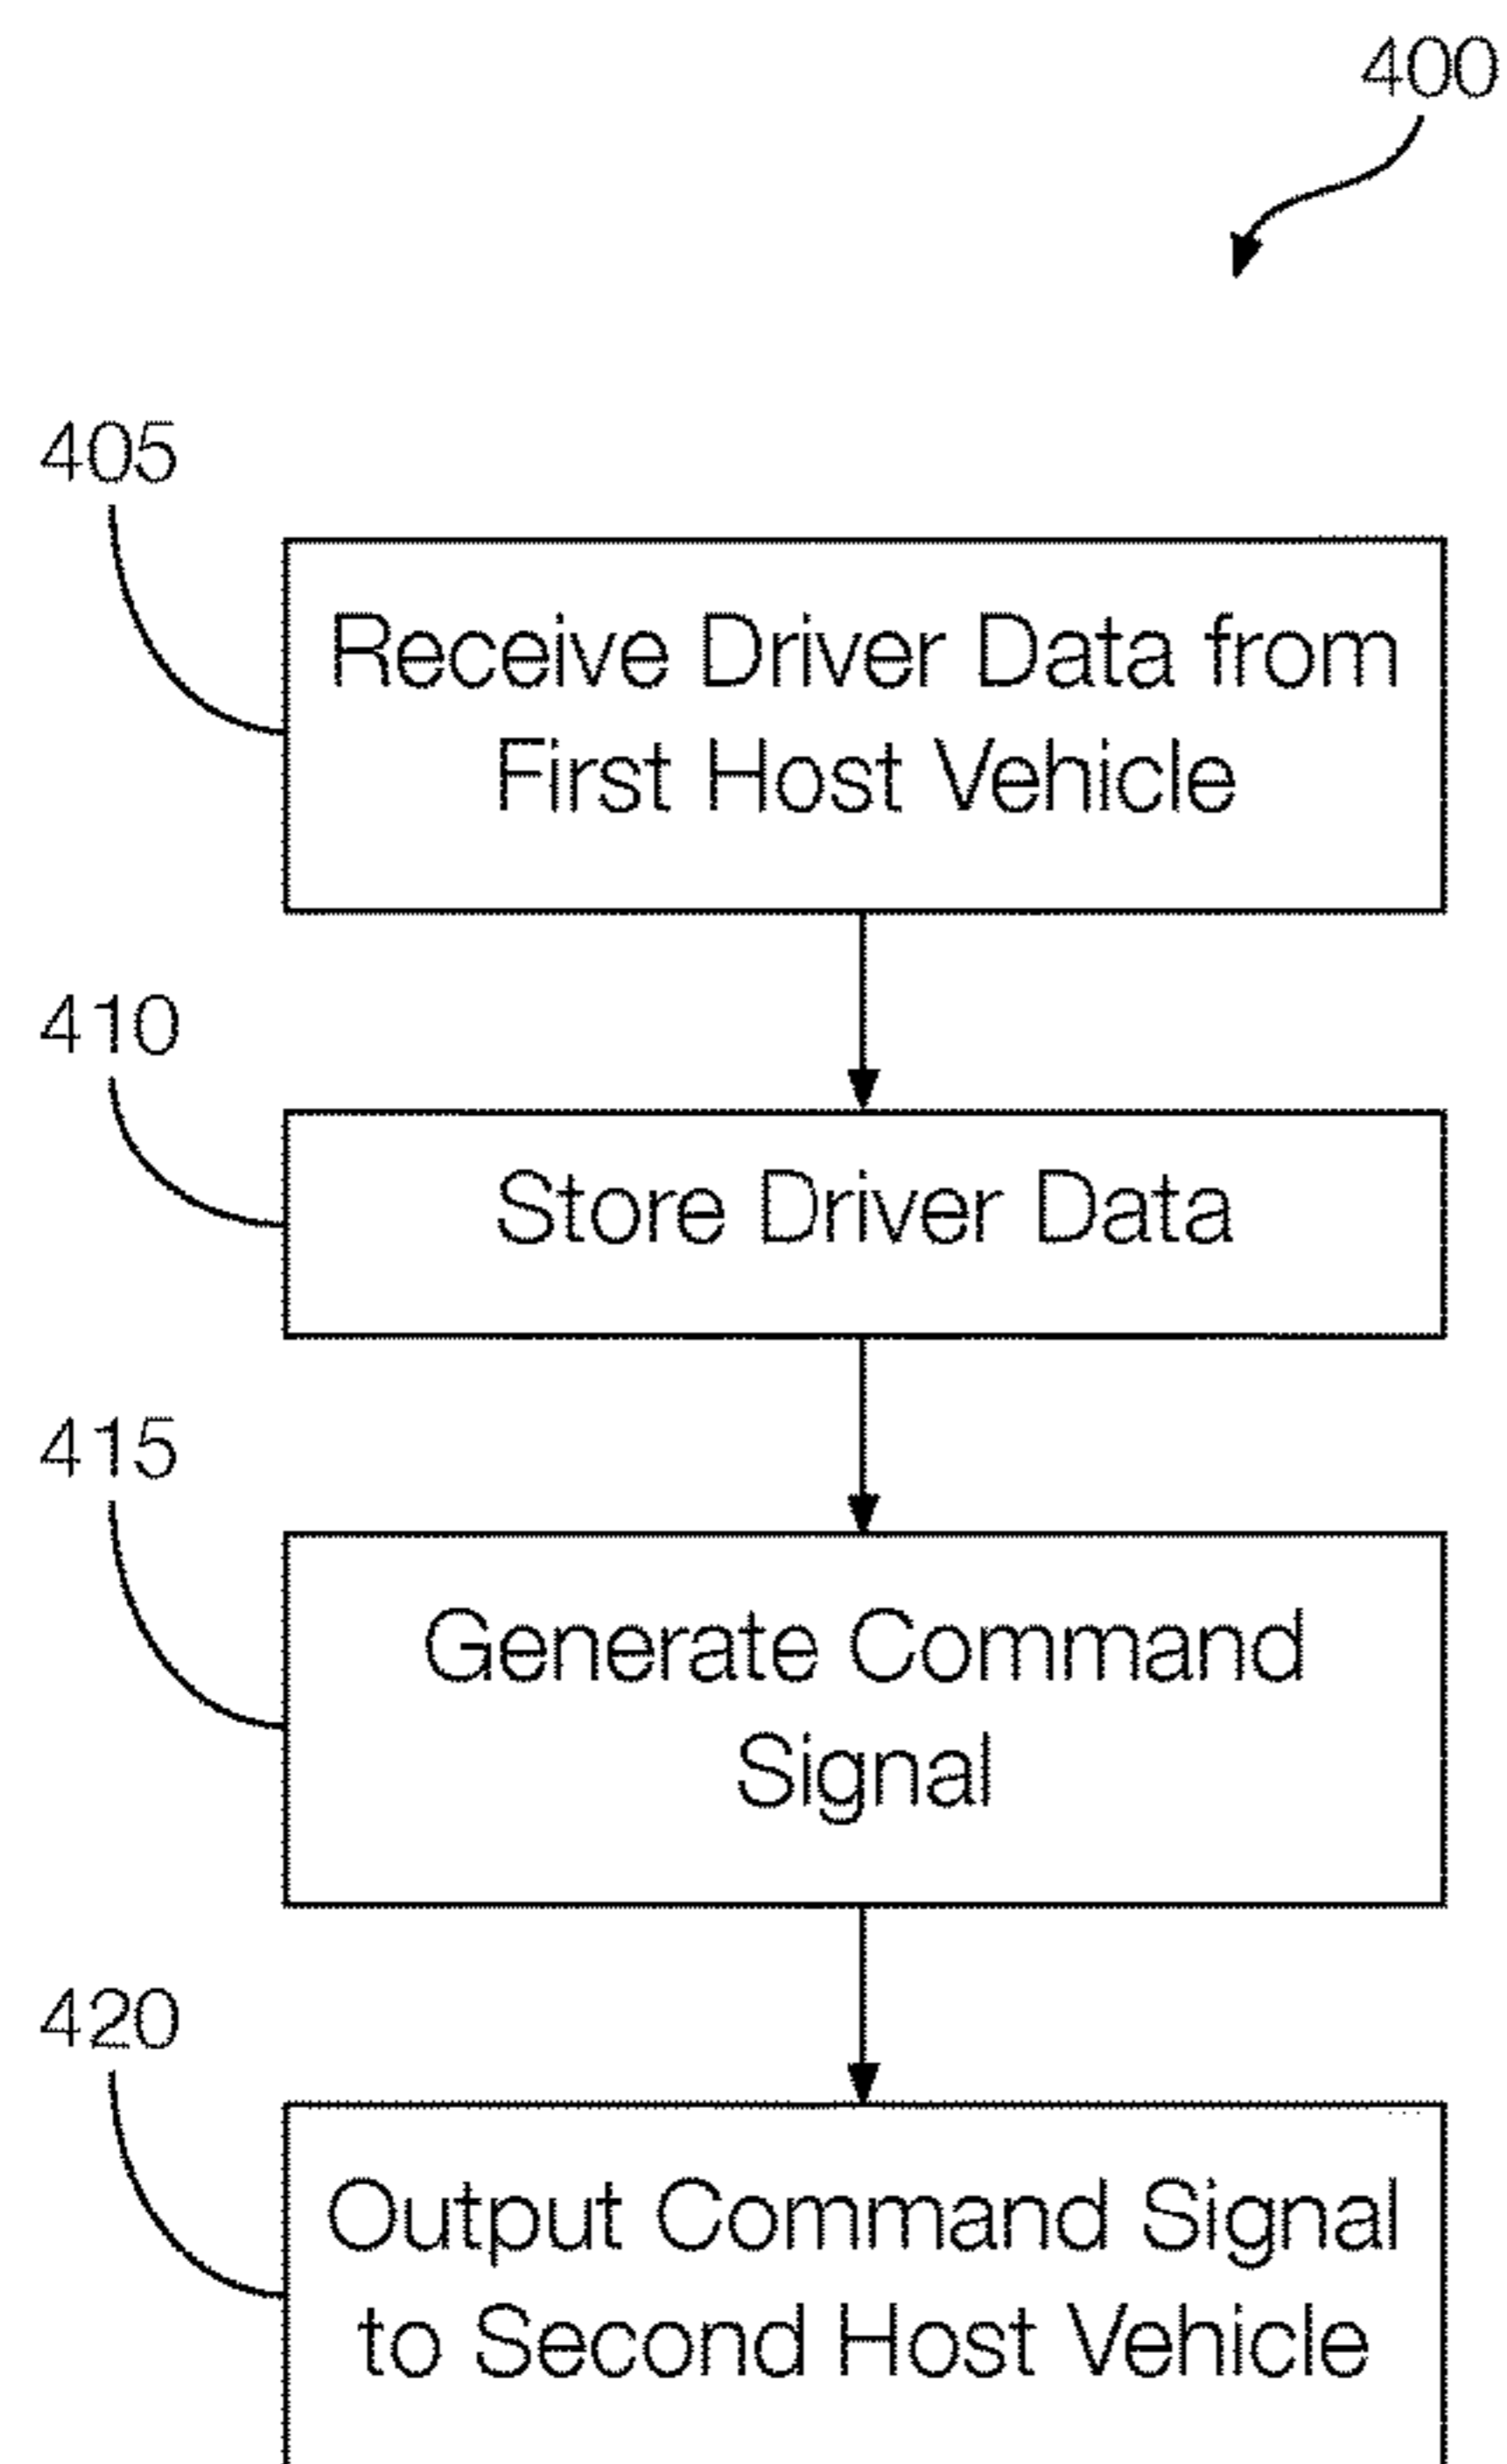 400
405
Receive Driver Data from
First Host Vehicle
410
Store Driver Data
415
Generate Command
Signal
420
Output Command Signal
to Second Host Vehicle